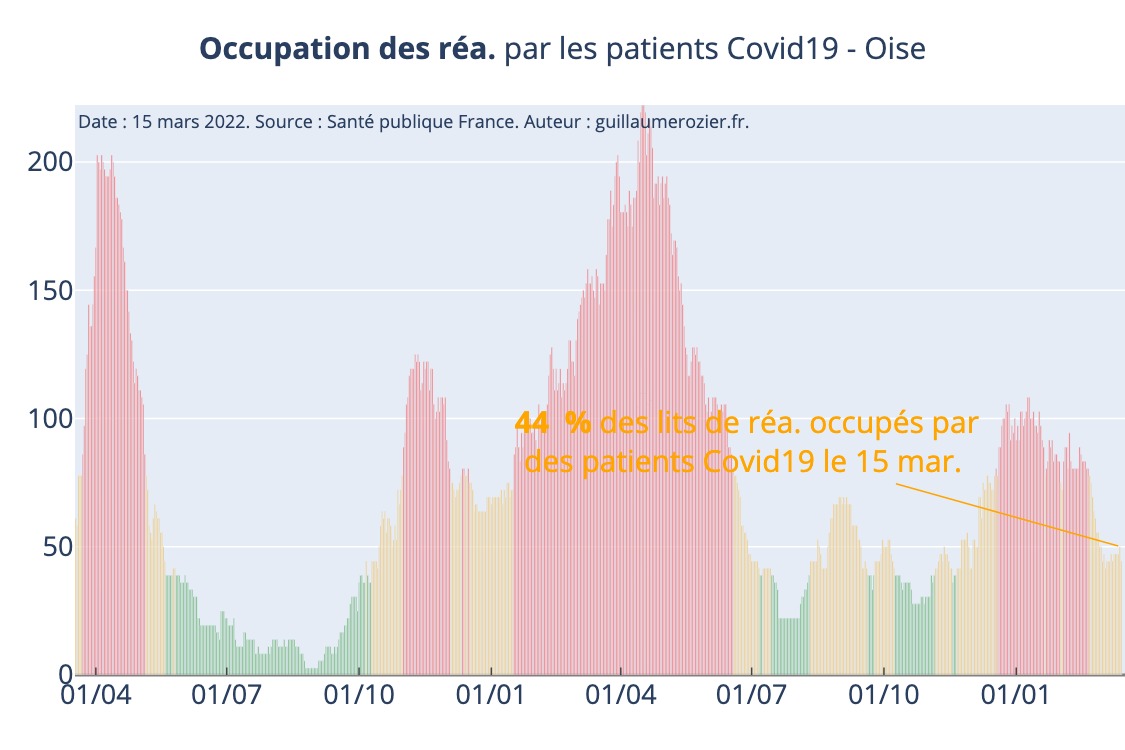 Occupation des réa. par les patients Covid19 - Oise
Date : 15 mars 2022. Source : Santé publique France. Auteur : guillaumerozier.fr.
200
150
100
44 % des lits de réa. occupés par
des patients Covid19 le 15 mar.
50
0
01/04 01/07 01/10 01/01 01/04 01/07 01/10 01/01